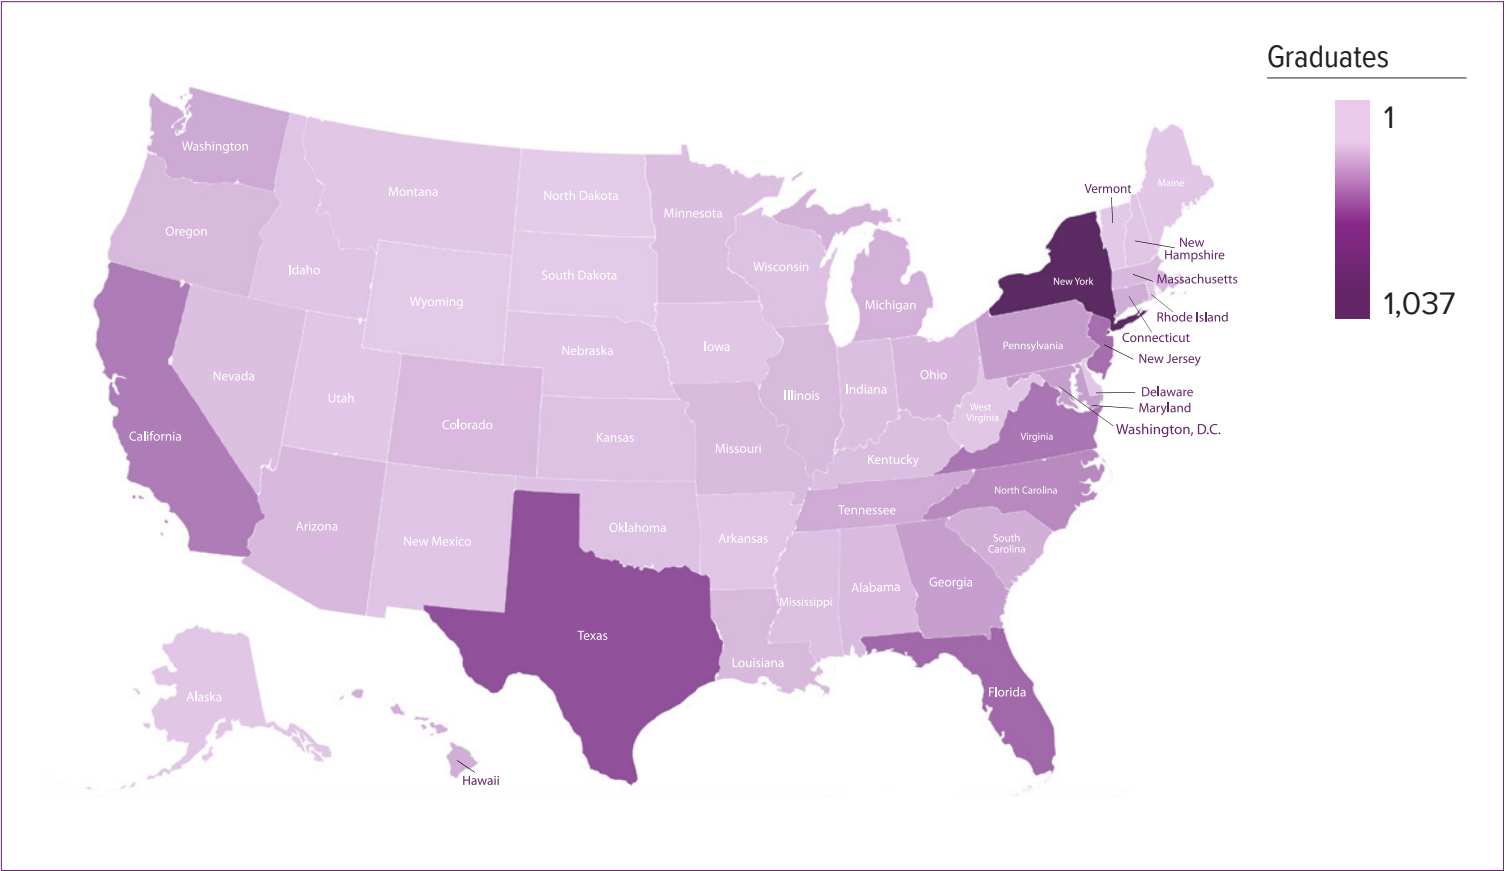 Graduates
1
1,037
Washington
Montana
North Dakota
Minnesota
Maine
Vermont
Oregon
Idaho
South Dakota
Wisconsin
Michigan
New York
New
Hampshire
Massachusetts
Rhode Island
Connecticut
New Jersey
Wyoming
Nebraska
Iowa
Pennsylvania
Nevada
Utah
Colorado
Illinois
Indiana
Ohio
Delaware
Maryland
Washington, D.C.
West
Virginia
Virginia
California
Kansas
Missouri
Kentucky
North Carolina
Tennessee
Arizona
New Mexico
Oklahoma
Arkansas
South
Carolina
Mississippi
Alabama
Georgia
Texas
Louisiana
Florida
Alaska
Hawaii